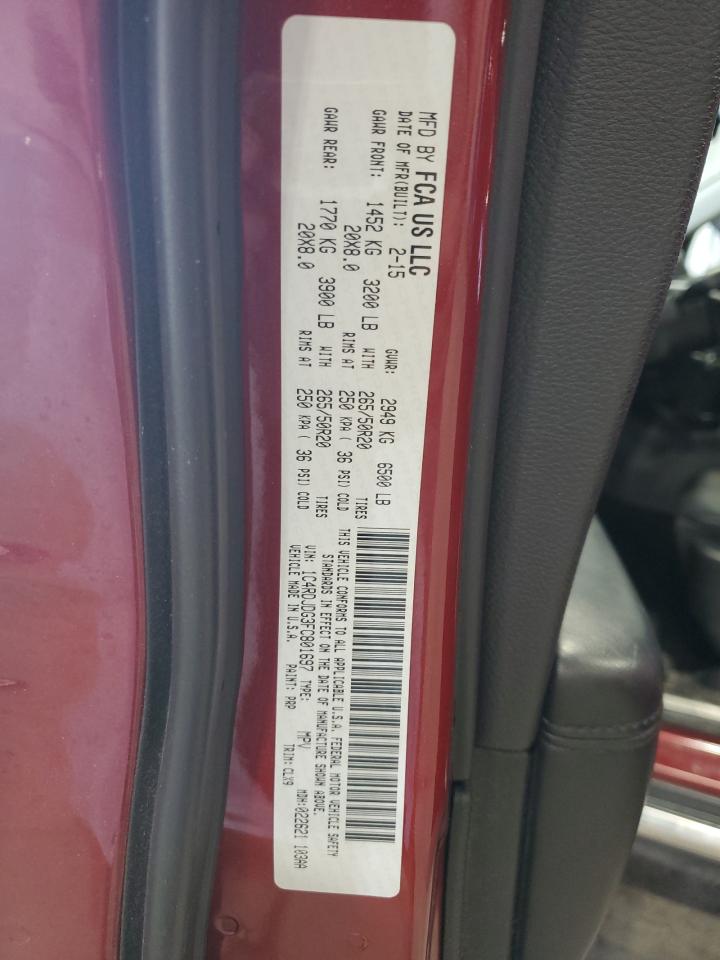 MFD BY FCA US LLC
DATE OF MFR(BUILT): 2-15 GVWR: 2949 KG 6500 LB
GAWR FRONT: 1452 KG 3200 LB WITH 265/50R20 TIRES
20X8.0 RIMS AT 250 KPA ( 36 PSI) COLD
GAWR REAR: 1770 KG 3900 LB WITH 265/50R20 TIRES
20X8.0 RIMS AT 250 KPA ( 36 PSI) COLD
THIS VEHICLE CONFORMS TO ALL APPLICABLE U.S.A. FEDERAL MOTOR VEHICLE SAFETY
STANDARDS IN EFFECT ON THE DATE OF MANUFACTURE SHOWN ABOVE.
VIN: 1C4RDJDG3FC801697 TYPE: MPV MDH:022621 103AA
VEHICLE MADE IN U.S.A. PAINT: PRP TRIM: CLX9